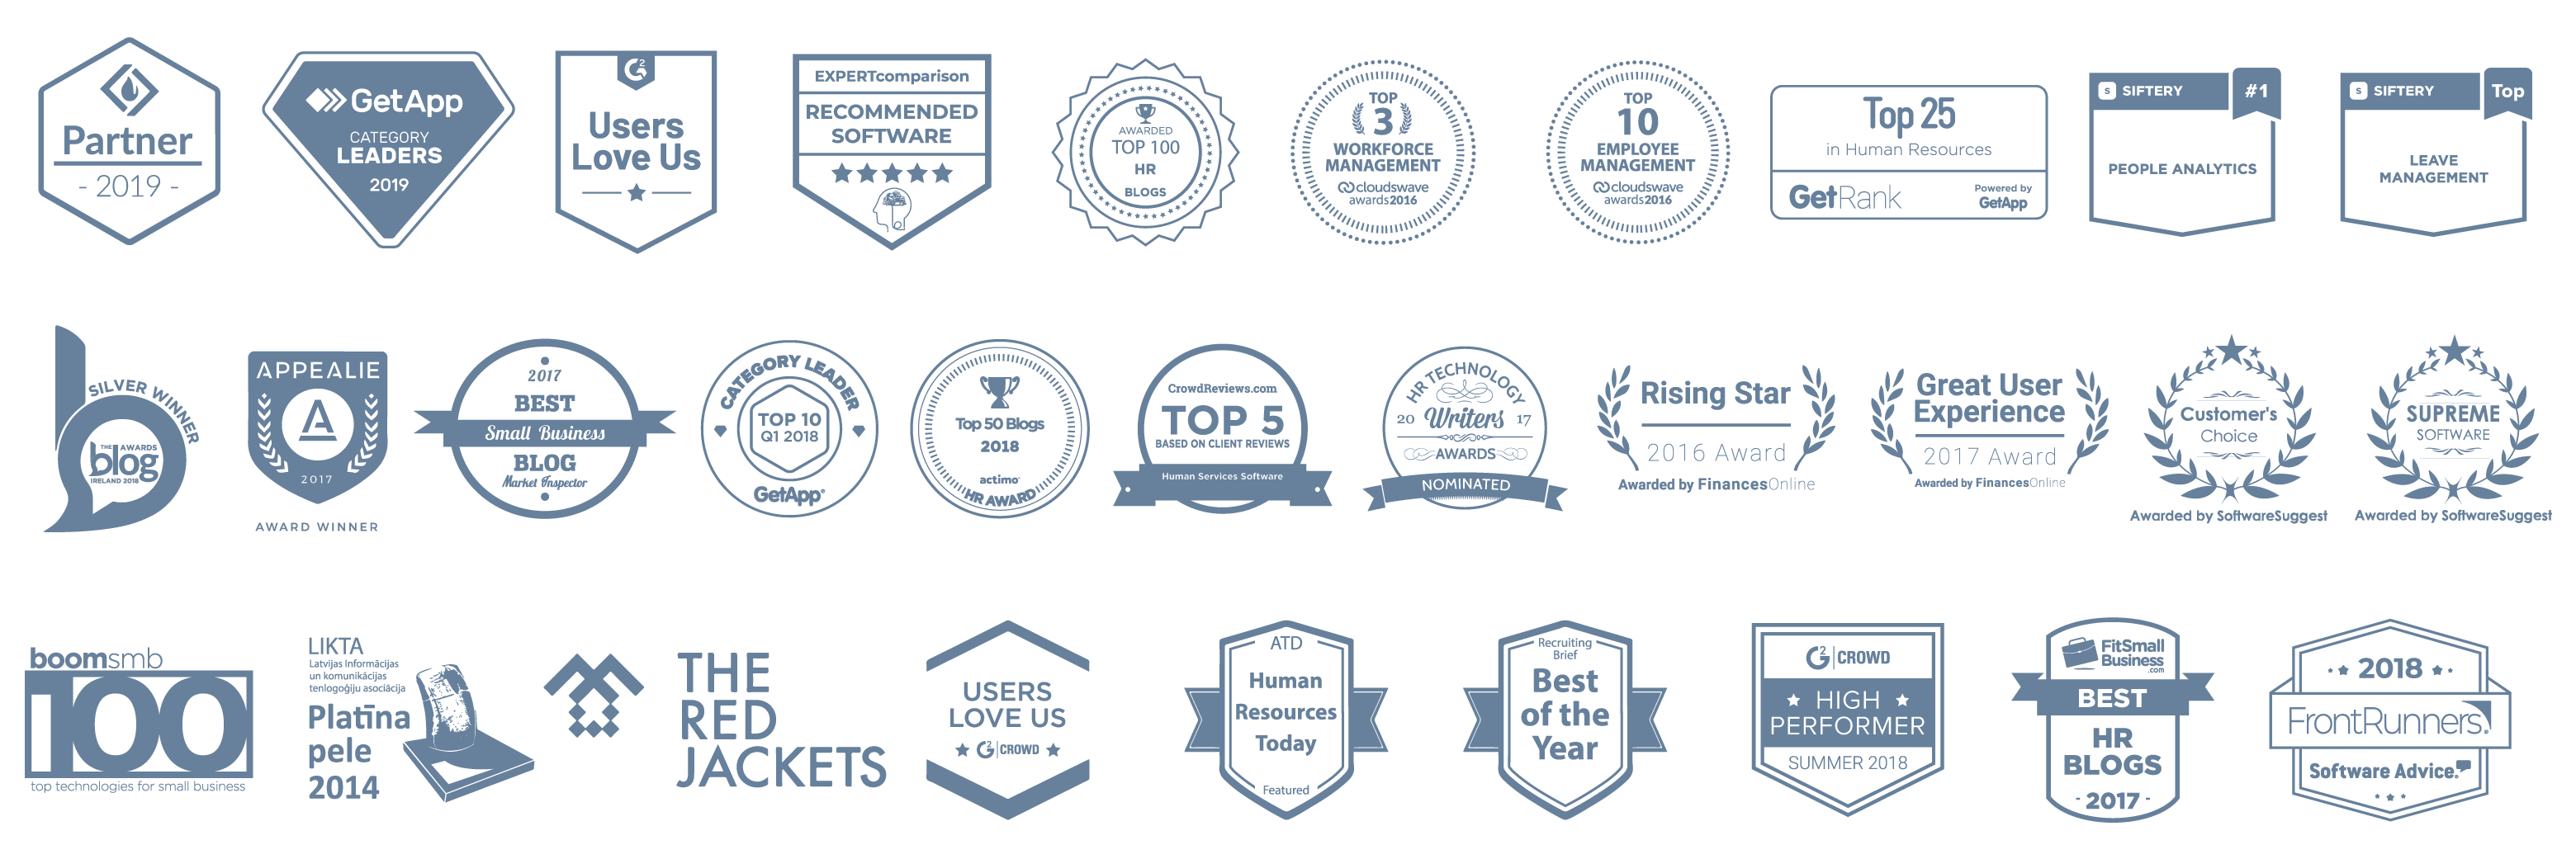 Partner
- 2019 -
GetApp
CATEGORY
LEADERS
2019
G2
Users
Love Us
EXPERTcomparison
RECOMMENDED
SOFTWARE
AWARDED
TOP 100
HR
BLOGS
TOP
3
WORKFORCE
MANAGEMENT
cloudswave
awards2016
TOP
10
EMPLOYEE
MANAGEMENT
cloudswave
awards2016
Top 25
in Human Resources
GetRank
Powered by
GetApp
S SIFTERY
#1
PEOPLE ANALYTICS
S SIFTERY
Top
LEAVE
MANAGEMENT
SILVER WINNER
THE AWARDS
blog
IRELAND 2018
APPEALIE
A
2017
AWARD WINNER
2017
BEST
Small Business
BLOG
Market Inspector
CATEGORY LEADER
TOP 10
Q1 2018
GetApp®
Top 50 Blogs
2018
actimo
HR AWARD
CrowdReviews.com
TOP 5
BASED ON CLIENT REVIEWS
Human Services Software
HR TECHNOLOGY
20 Writers 17
AWARDS
NOMINATED
Rising Star
2016 Award
Awarded by FinancesOnline
Great User
Experience
2017 Award
Awarded by FinancesOnline
Customer's
Choice
Awarded by SoftwareSuggest
SUPREME
SOFTWARE
Awarded by SoftwareSuggest
boomsmb
100
top technologies for small business
LIKTA
Latvijas Informācijas
un komunikācijas
tenloģoģiju asociācija
Platīna
pele
2014
THE
RED
JACKETS
USERS
LOVE US
G2 | CROWD
ATD
Human
Resources
Today
Featured
Recruiting
Brief
Best
of the
Year
G2 | CROWD
HIGH
PERFORMER
SUMMER 2018
FitSmall
Business
.com
BEST
HR
BLOGS
- 2017 -
2018
FrontRunners®
Software Advice.